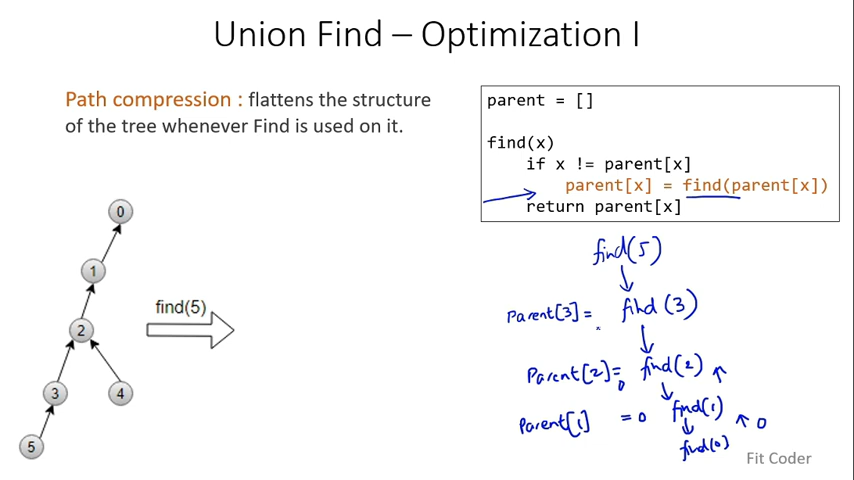 Union Find – Optimization I
Path compression : flattens the structure
of the tree whenever Find is used on it.
parent = []
find(x)
if x != parent[x]
parent[x] = find(parent[x])
return parent[x]
0
1
2
3
4
5
find(5)
find(5)
Parent[3]= find(3)
Parent[2]=0 find(2)
Parent[1] =0 find(1) 0
find(0)
Fit Coder